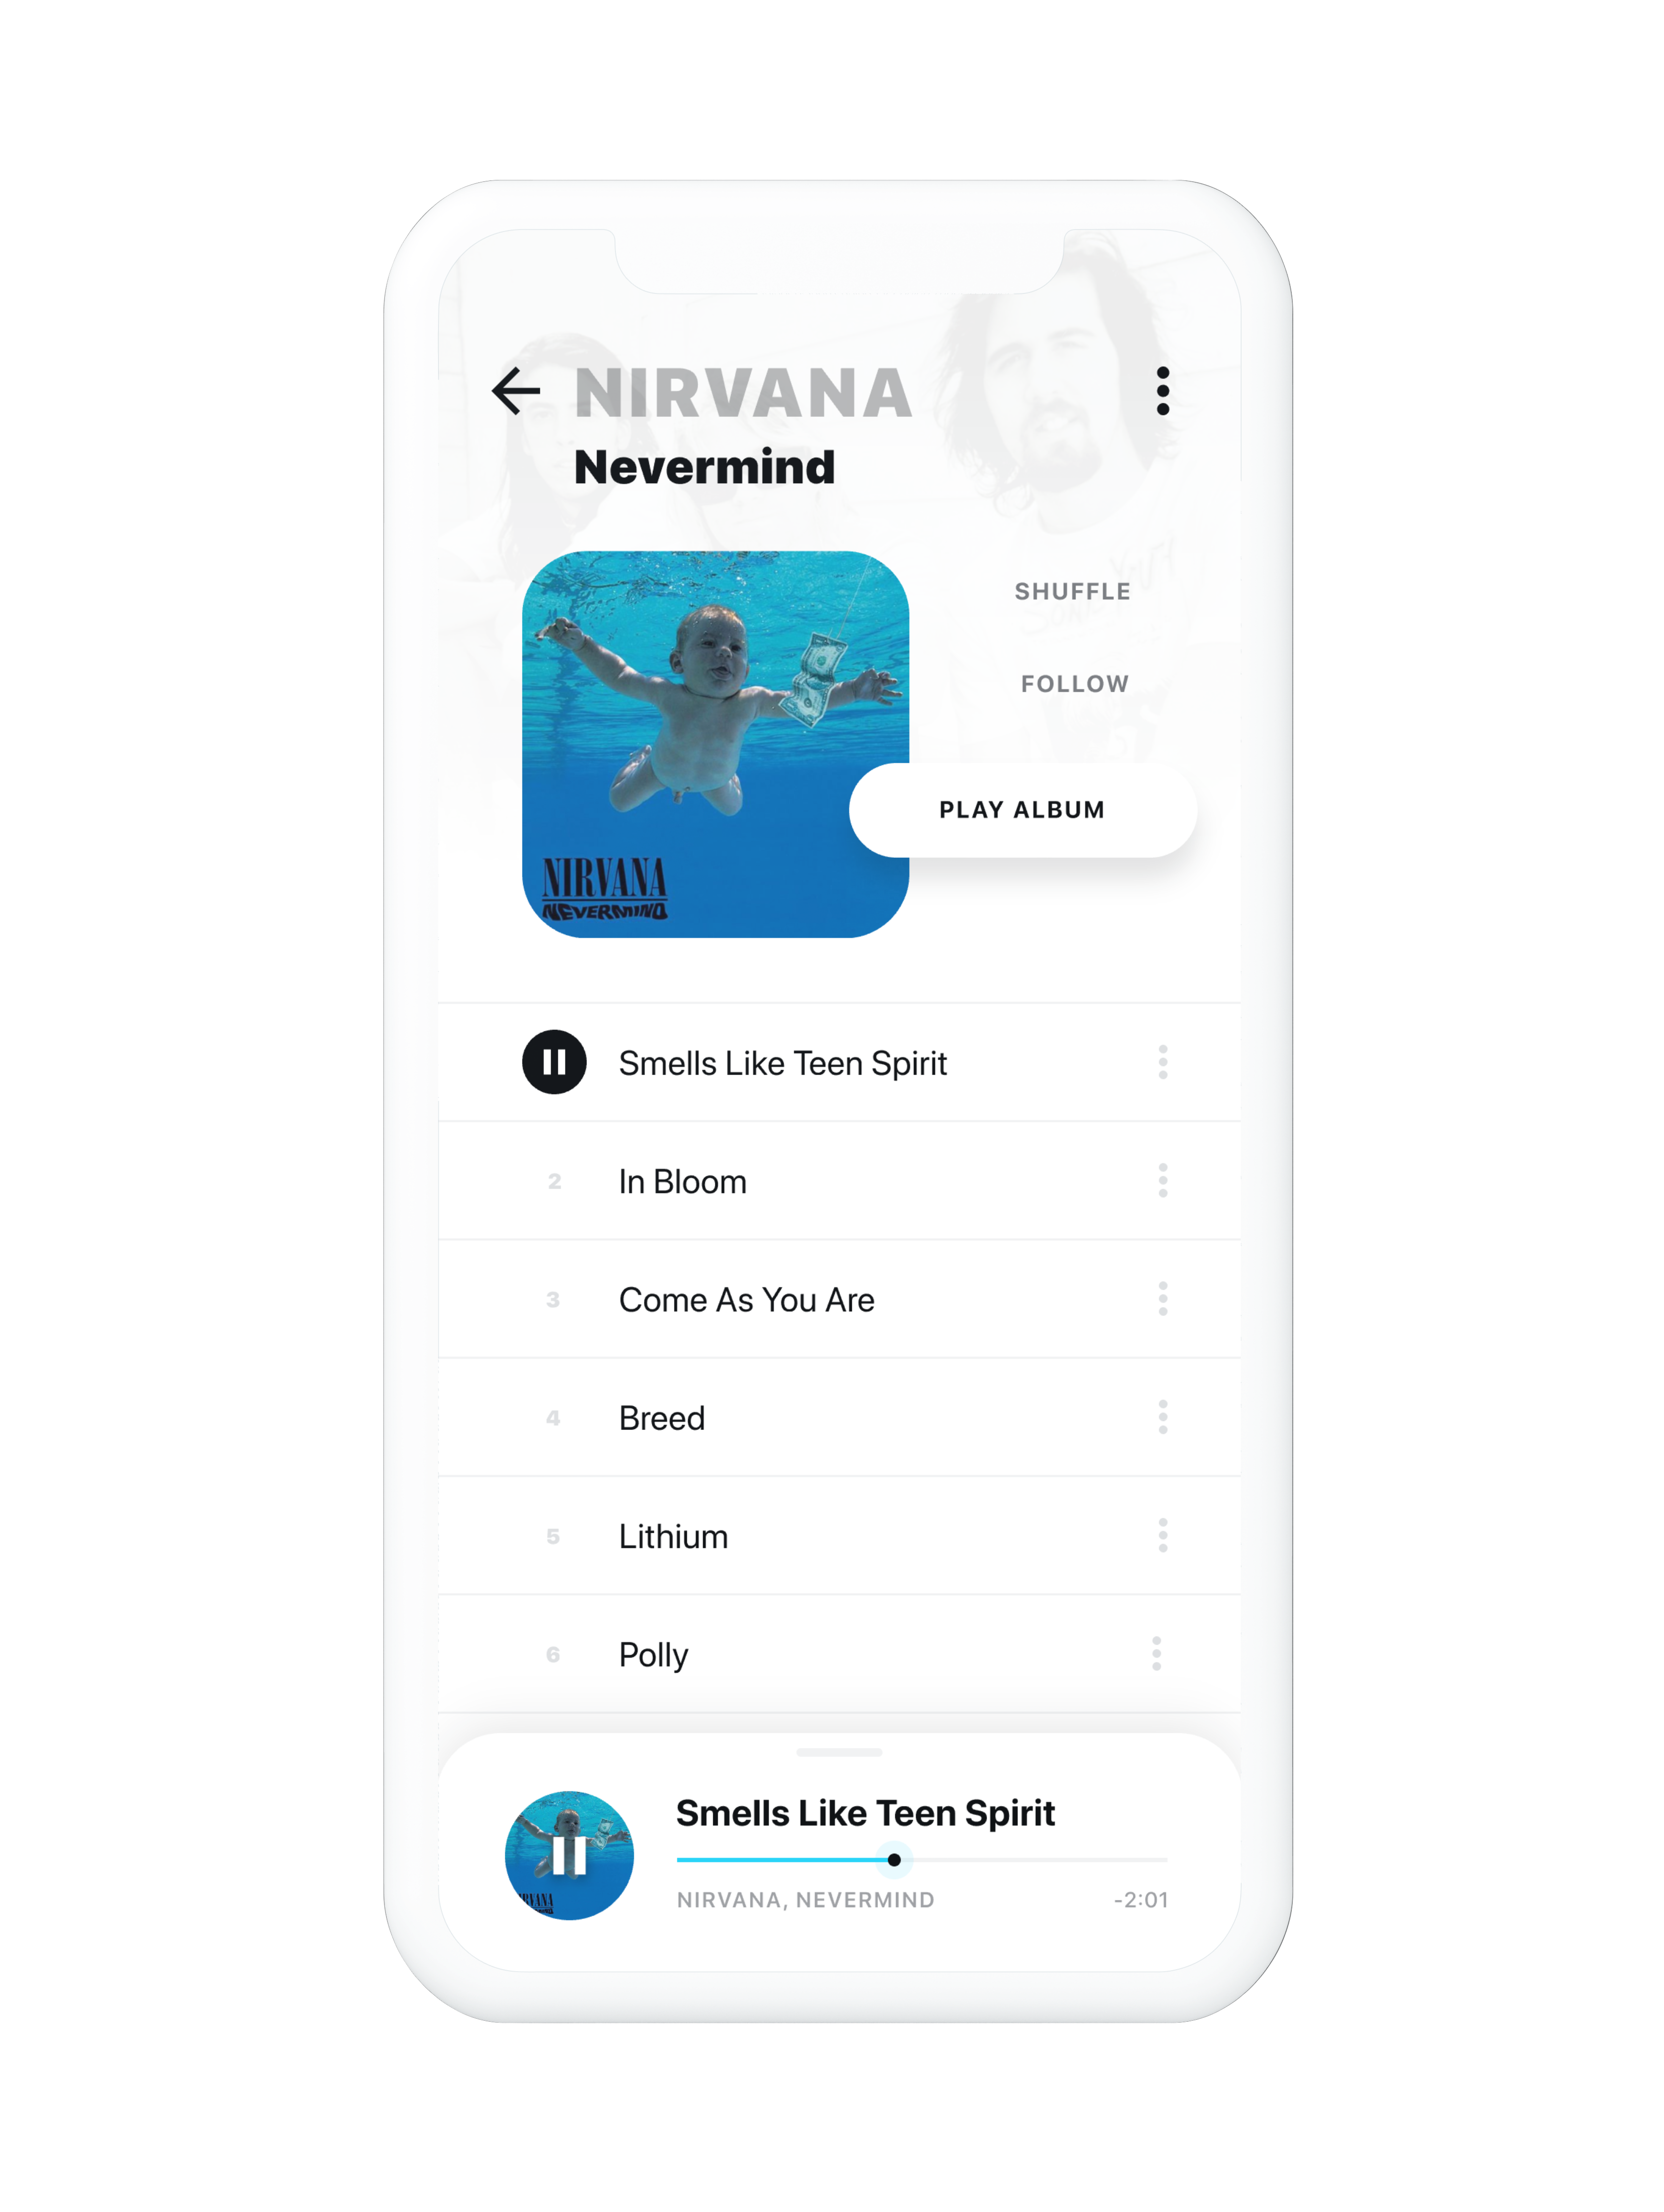 NIRVANA
Nevermind
SHUFFLE
FOLLOW
PLAY ALBUM
NIRVANA
NEVERMIND
Smells Like Teen Spirit
2 In Bloom
3 Come As You Are
4 Breed
5 Lithium
6 Polly
Smells Like Teen Spirit
NIRVANA, NEVERMIND -2:01